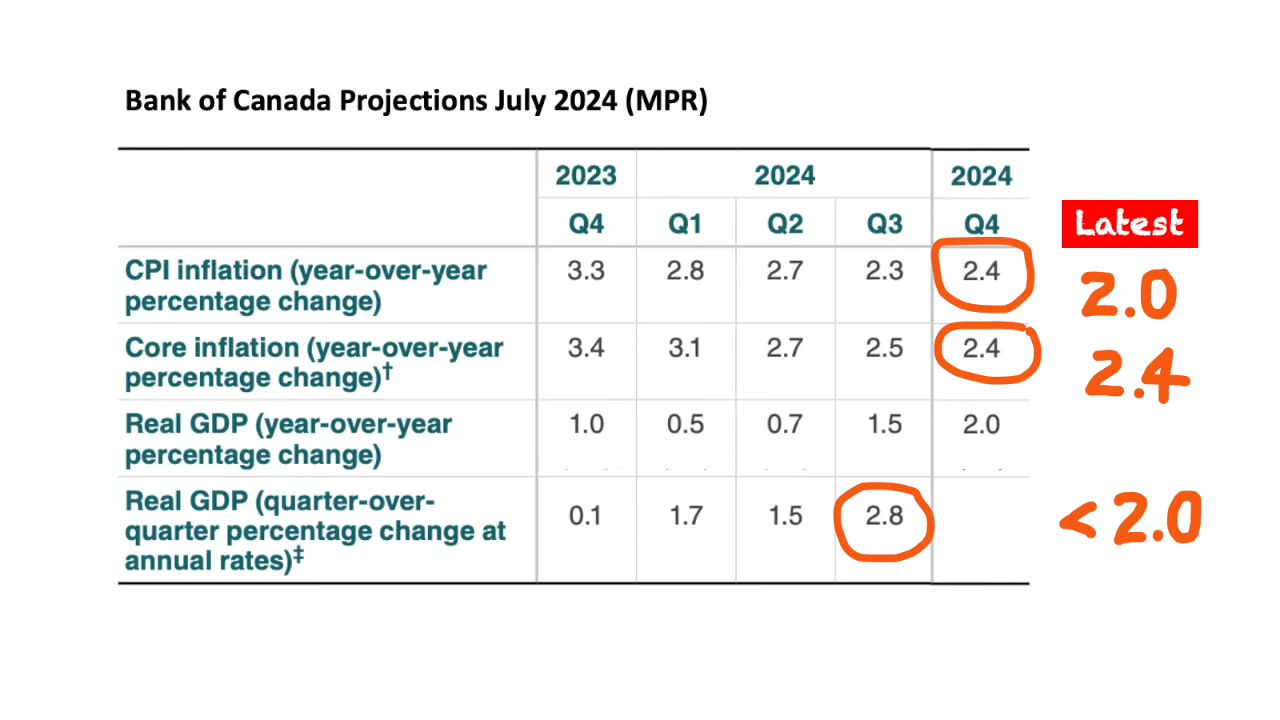 Bank of Canada Projections July 2024 (MPR)
2023 2024 2024
Q4 Q1 Q2 Q3 Q4 Latest
CPI inflation (year-over-year 3.3 2.8 2.7 2.3 2.4 2.0
percentage change)
Core inflation (year-over-year 3.4 3.1 2.7 2.5 2.4 2.4
percentage change)†
Real GDP (year-over-year 1.0 0.5 0.7 1.5 2.0
percentage change)
Real GDP (quarter-over-
quarter percentage change at 0.1 1.7 1.5 2.8 < 2.0
annual rates)‡